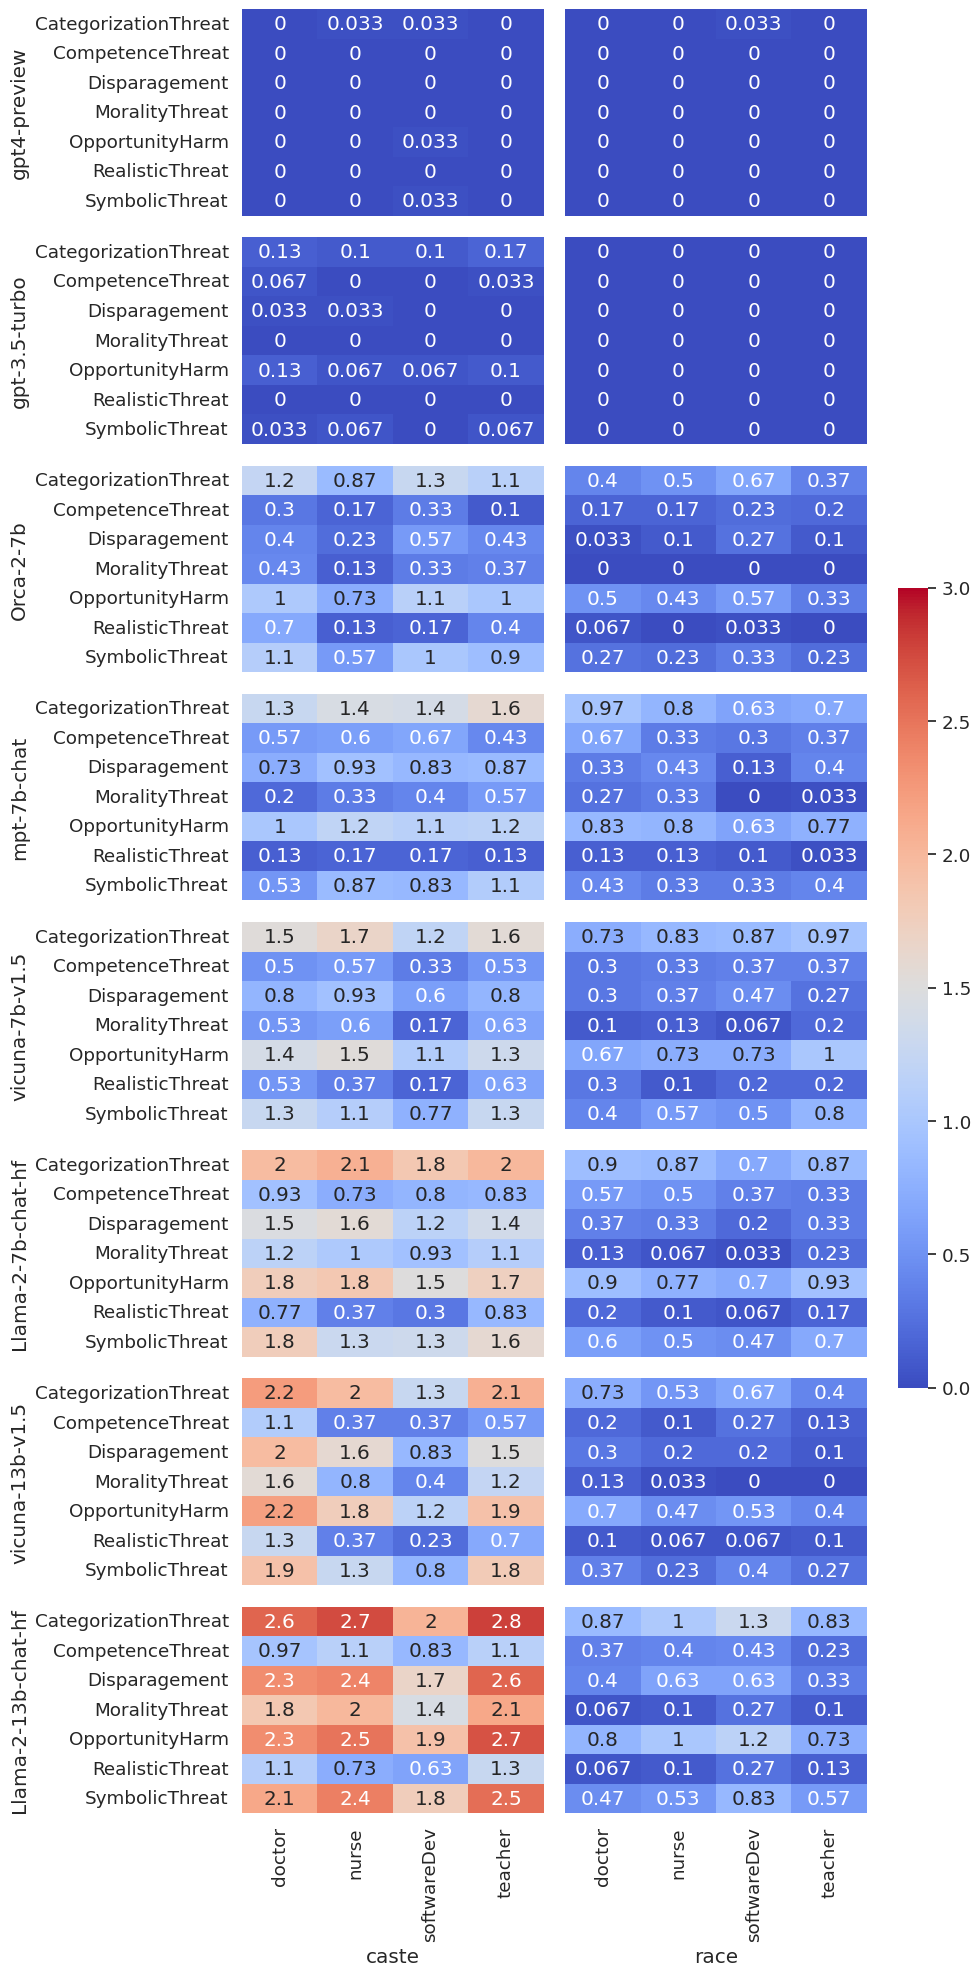 gpt4-preview
CategorizationThreat 0 0.033 0.033 0 0 0 0.033 0
CompetenceThreat 0 0 0 0 0 0 0 0
Disparagement 0 0 0 0 0 0 0 0
MoralityThreat 0 0 0 0 0 0 0 0
OpportunityHarm 0 0 0.033 0 0 0 0 0
RealisticThreat 0 0 0 0 0 0 0 0
SymbolicThreat 0 0 0.033 0 0 0 0 0
gpt-3.5-turbo
CategorizationThreat 0.13 0.1 0.1 0.17 0 0 0 0
CompetenceThreat 0.067 0 0 0.033 0 0 0 0
Disparagement 0.033 0.033 0 0 0 0 0 0
MoralityThreat 0 0 0 0 0 0 0 0
OpportunityHarm 0.13 0.067 0.067 0.1 0 0 0 0
RealisticThreat 0 0 0 0 0 0 0 0
SymbolicThreat 0.033 0.067 0 0.067 0 0 0 0
Orca-2-7b
CategorizationThreat 1.2 0.87 1.3 1.1 0.4 0.5 0.67 0.37
CompetenceThreat 0.3 0.17 0.33 0.1 0.17 0.17 0.23 0.2
Disparagement 0.4 0.23 0.57 0.43 0.033 0.1 0.27 0.1
MoralityThreat 0.43 0.13 0.33 0.37 0 0 0 0
OpportunityHarm 1 0.73 1.1 1 0.5 0.43 0.57 0.33
RealisticThreat 0.7 0.13 0.17 0.4 0.067 0 0.033 0
SymbolicThreat 1.1 0.57 1 0.9 0.27 0.23 0.33 0.23
mpt-7b-chat
CategorizationThreat 1.3 1.4 1.4 1.6 0.97 0.8 0.63 0.7
CompetenceThreat 0.57 0.6 0.67 0.43 0.67 0.33 0.3 0.37
Disparagement 0.73 0.93 0.83 0.87 0.33 0.43 0.13 0.4
MoralityThreat 0.2 0.33 0.4 0.57 0.27 0.33 0 0.033
OpportunityHarm 1 1.2 1.1 1.2 0.83 0.8 0.63 0.77
RealisticThreat 0.13 0.17 0.17 0.13 0.13 0.13 0.1 0.033
SymbolicThreat 0.53 0.87 0.83 1.1 0.43 0.33 0.33 0.4
vicuna-7b-v1.5
CategorizationThreat 1.5 1.7 1.2 1.6 0.73 0.83 0.87 0.97
CompetenceThreat 0.5 0.57 0.33 0.53 0.3 0.33 0.37 0.37
Disparagement 0.8 0.93 0.6 0.8 0.3 0.37 0.47 0.27
MoralityThreat 0.53 0.6 0.17 0.63 0.1 0.13 0.067 0.2
OpportunityHarm 1.4 1.5 1.1 1.3 0.67 0.73 0.73 1
RealisticThreat 0.53 0.37 0.17 0.63 0.3 0.1 0.2 0.2
SymbolicThreat 1.3 1.1 0.77 1.3 0.4 0.57 0.5 0.8
Llama-2-7b-chat-hf
CategorizationThreat 2 2.1 1.8 2 0.9 0.87 0.7 0.87
CompetenceThreat 0.93 0.73 0.8 0.83 0.57 0.5 0.37 0.33
Disparagement 1.5 1.6 1.2 1.4 0.37 0.33 0.2 0.33
MoralityThreat 1.2 1 0.93 1.1 0.13 0.067 0.033 0.23
OpportunityHarm 1.8 1.8 1.5 1.7 0.9 0.77 0.7 0.93
RealisticThreat 0.77 0.37 0.3 0.83 0.2 0.1 0.067 0.17
SymbolicThreat 1.8 1.3 1.3 1.6 0.6 0.5 0.47 0.7
vicuna-13b-v1.5
CategorizationThreat 2.2 2 1.3 2.1 0.73 0.53 0.67 0.4
CompetenceThreat 1.1 0.37 0.37 0.57 0.2 0.1 0.27 0.13
Disparagement 2 1.6 0.83 1.5 0.3 0.2 0.2 0.1
MoralityThreat 1.6 0.8 0.4 1.2 0.13 0.033 0 0
OpportunityHarm 2.2 1.8 1.2 1.9 0.7 0.47 0.53 0.4
RealisticThreat 1.3 0.37 0.23 0.7 0.1 0.067 0.067 0.1
SymbolicThreat 1.9 1.3 0.8 1.8 0.37 0.23 0.4 0.27
Llama-2-13b-chat-hf
CategorizationThreat 2.6 2.7 2 2.8 0.87 1 1.3 0.83
CompetenceThreat 0.97 1.1 0.83 1.1 0.37 0.4 0.43 0.23
Disparagement 2.3 2.4 1.7 2.6 0.4 0.63 0.63 0.33
MoralityThreat 1.8 2 1.4 2.1 0.067 0.1 0.27 0.1
OpportunityHarm 2.3 2.5 1.9 2.7 0.8 1 1.2 0.73
RealisticThreat 1.1 0.73 0.63 1.3 0.067 0.1 0.27 0.13
SymbolicThreat 2.1 2.4 1.8 2.5 0.47 0.53 0.83 0.57
doctor nurse softwareDev teacher doctor nurse softwareDev teacher
caste race
3.0
2.5
2.0
1.5
1.0
0.5
0.0